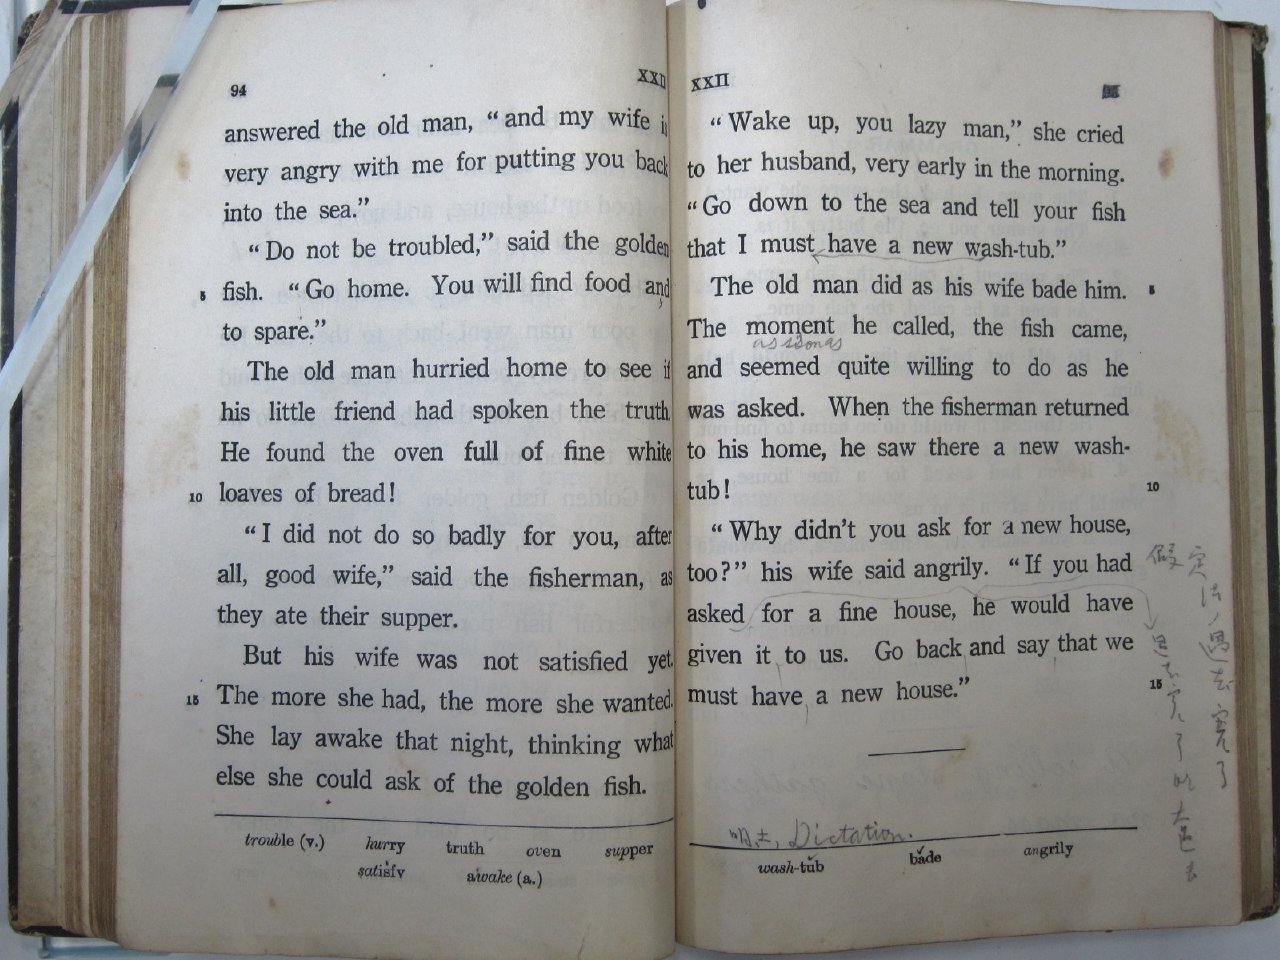 94
XXII
answered the old man, “and my wife is
very angry with me for putting you back
into the sea.”
“Do not be troubled,” said the golden
5 fish. “Go home. You will find food and
to spare.”
The old man hurried home to see if
his little friend had spoken the truth.
He found the oven full of fine white
10 loaves of bread!
“I did not do so badly for you, after
all, good wife,” said the fisherman, as
they ate their supper.
But his wife was not satisfied yet.
15 The more she had, the more she wanted.
She lay awake that night, thinking what
else she could ask of the golden fish.
trouble (v.) hurry truth oven supper
satisfy awake (a.)
XXII
“Wake up, you lazy man,” she cried
to her husband, very early in the morning.
“Go down to the sea and tell your fish
that I must have a new wash-tub.”
The old man did as his wife bade him. 5
The moment he called, the fish came,
as soon as
and seemed quite willing to do as he
was asked. When the fisherman returned
to his home, he saw there a new wash-
tub! 10
“Why didn't you ask for a new house,
too?” his wife said angrily. “If you had
asked for a fine house, he would have
given it to us. Go back and say that we
must have a new house.” 15
Dictation.
wash-tub bade angrily